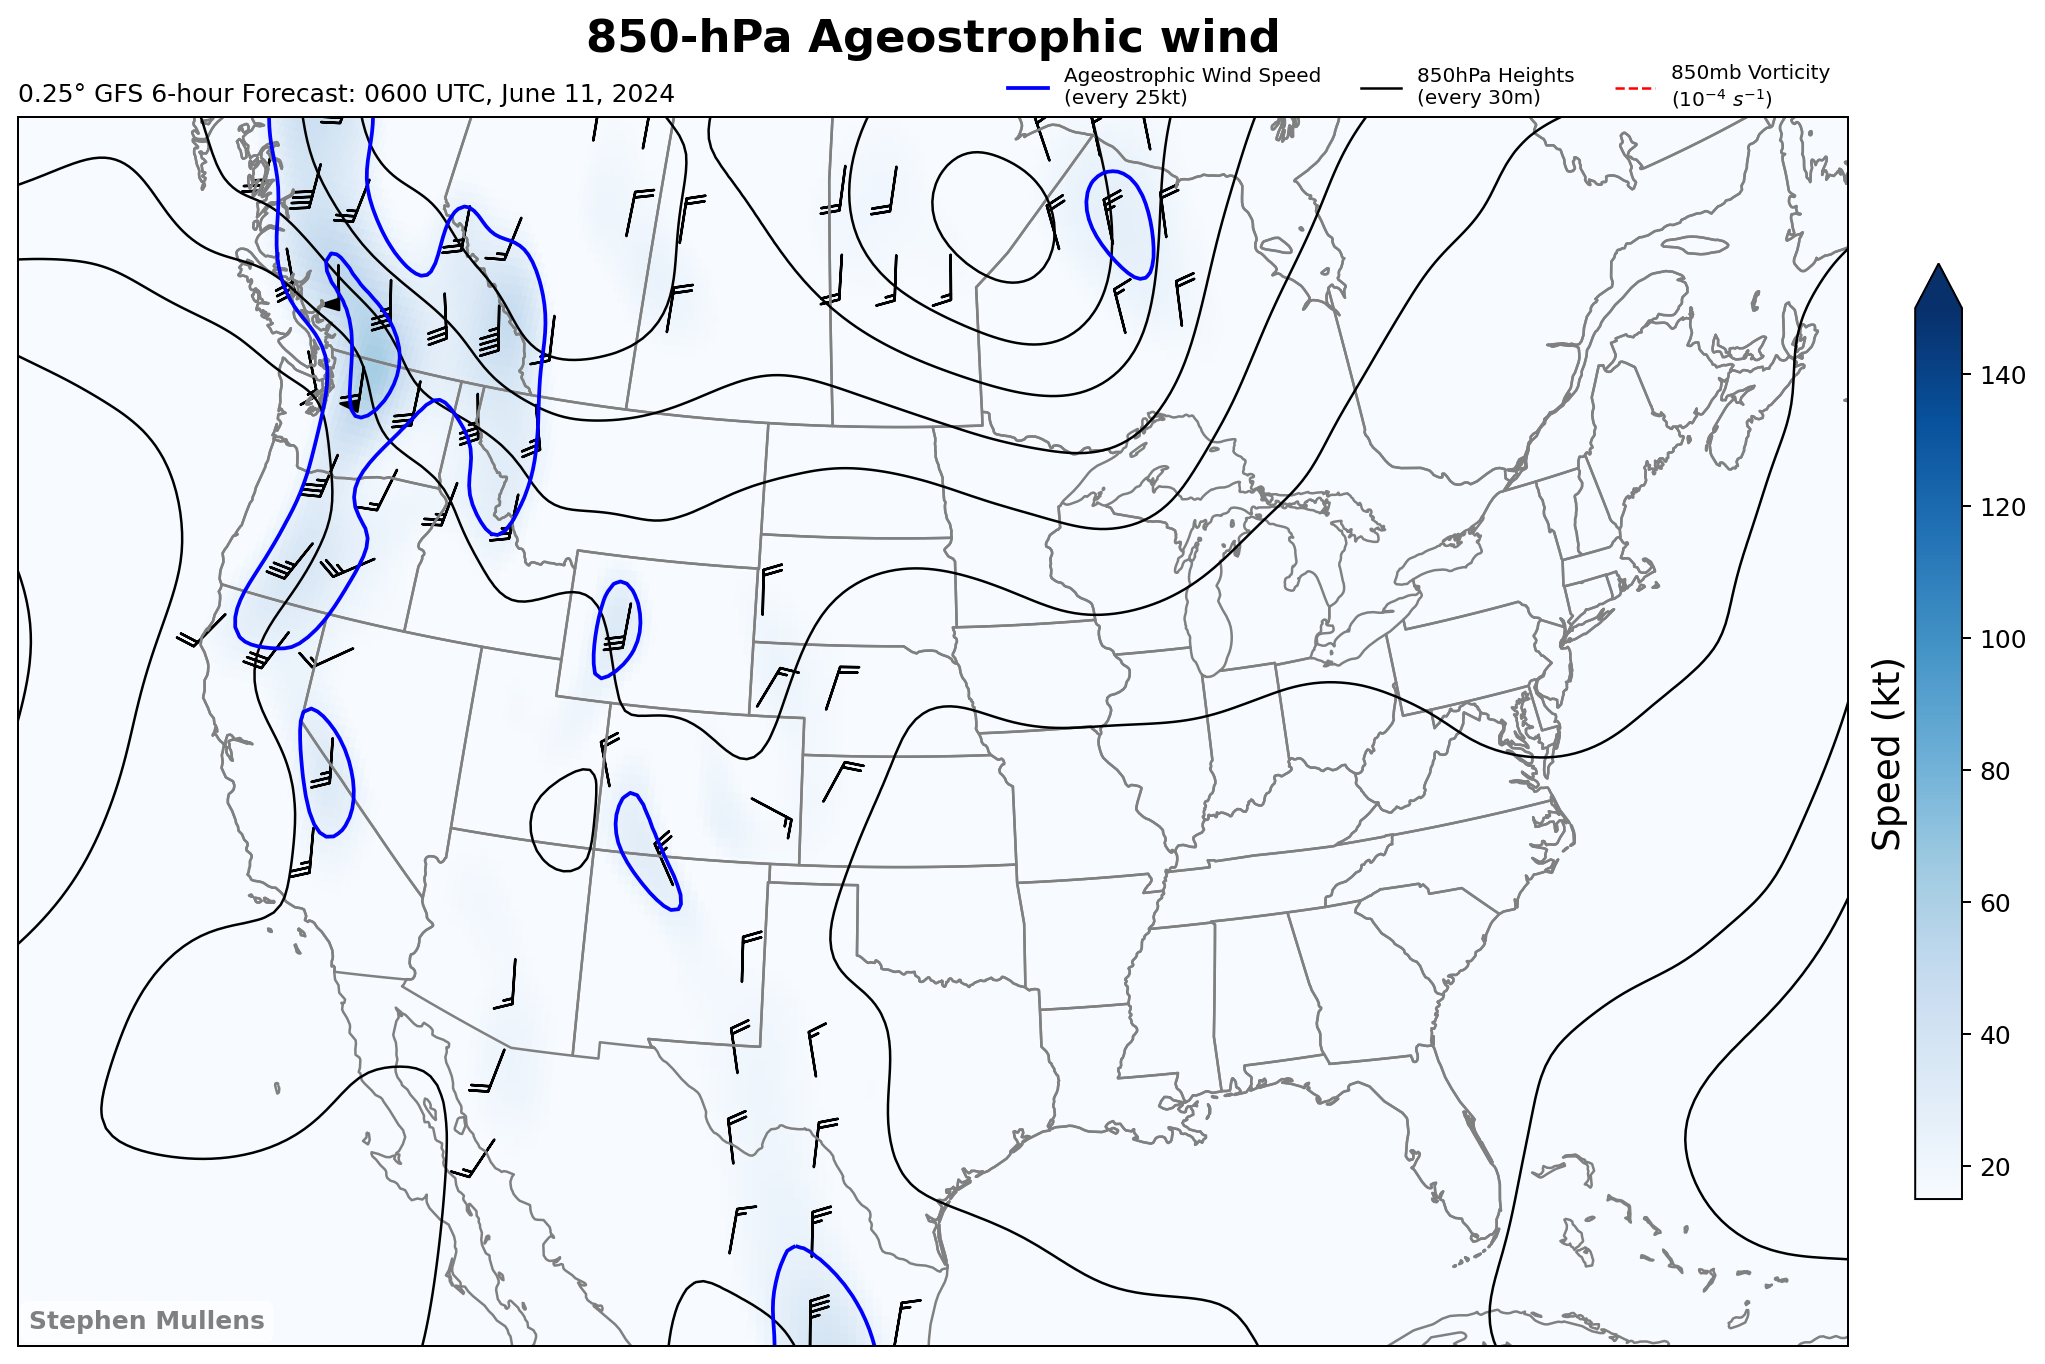 850-hPa Ageostrophic wind
0.25° GFS 6-hour Forecast: 0600 UTC, June 11, 2024
Ageostrophic Wind Speed
(every 25kt)
850hPa Heights
(every 30m)
850mb Vorticity
(10⁻⁴ s⁻¹)
140
120
100
80
60
40
20
Speed (kt)
Stephen Mullens